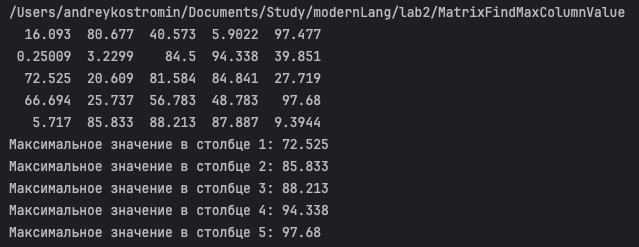 /Users/andreykostromin/Documents/Study/modernLang/lab2/MatrixFindMaxColumnValue
16.093 80.677 40.573 5.9022 97.477
0.25009 3.2299 84.5 94.338 39.851
72.525 20.609 81.584 84.841 27.719
66.694 25.737 56.783 48.783 97.68
5.717 85.833 88.213 87.887 9.3944
Максимальное значение в столбце 1: 72.525
Максимальное значение в столбце 2: 85.833
Максимальное значение в столбце 3: 88.213
Максимальное значение в столбце 4: 94.338
Максимальное значение в столбце 5: 97.68